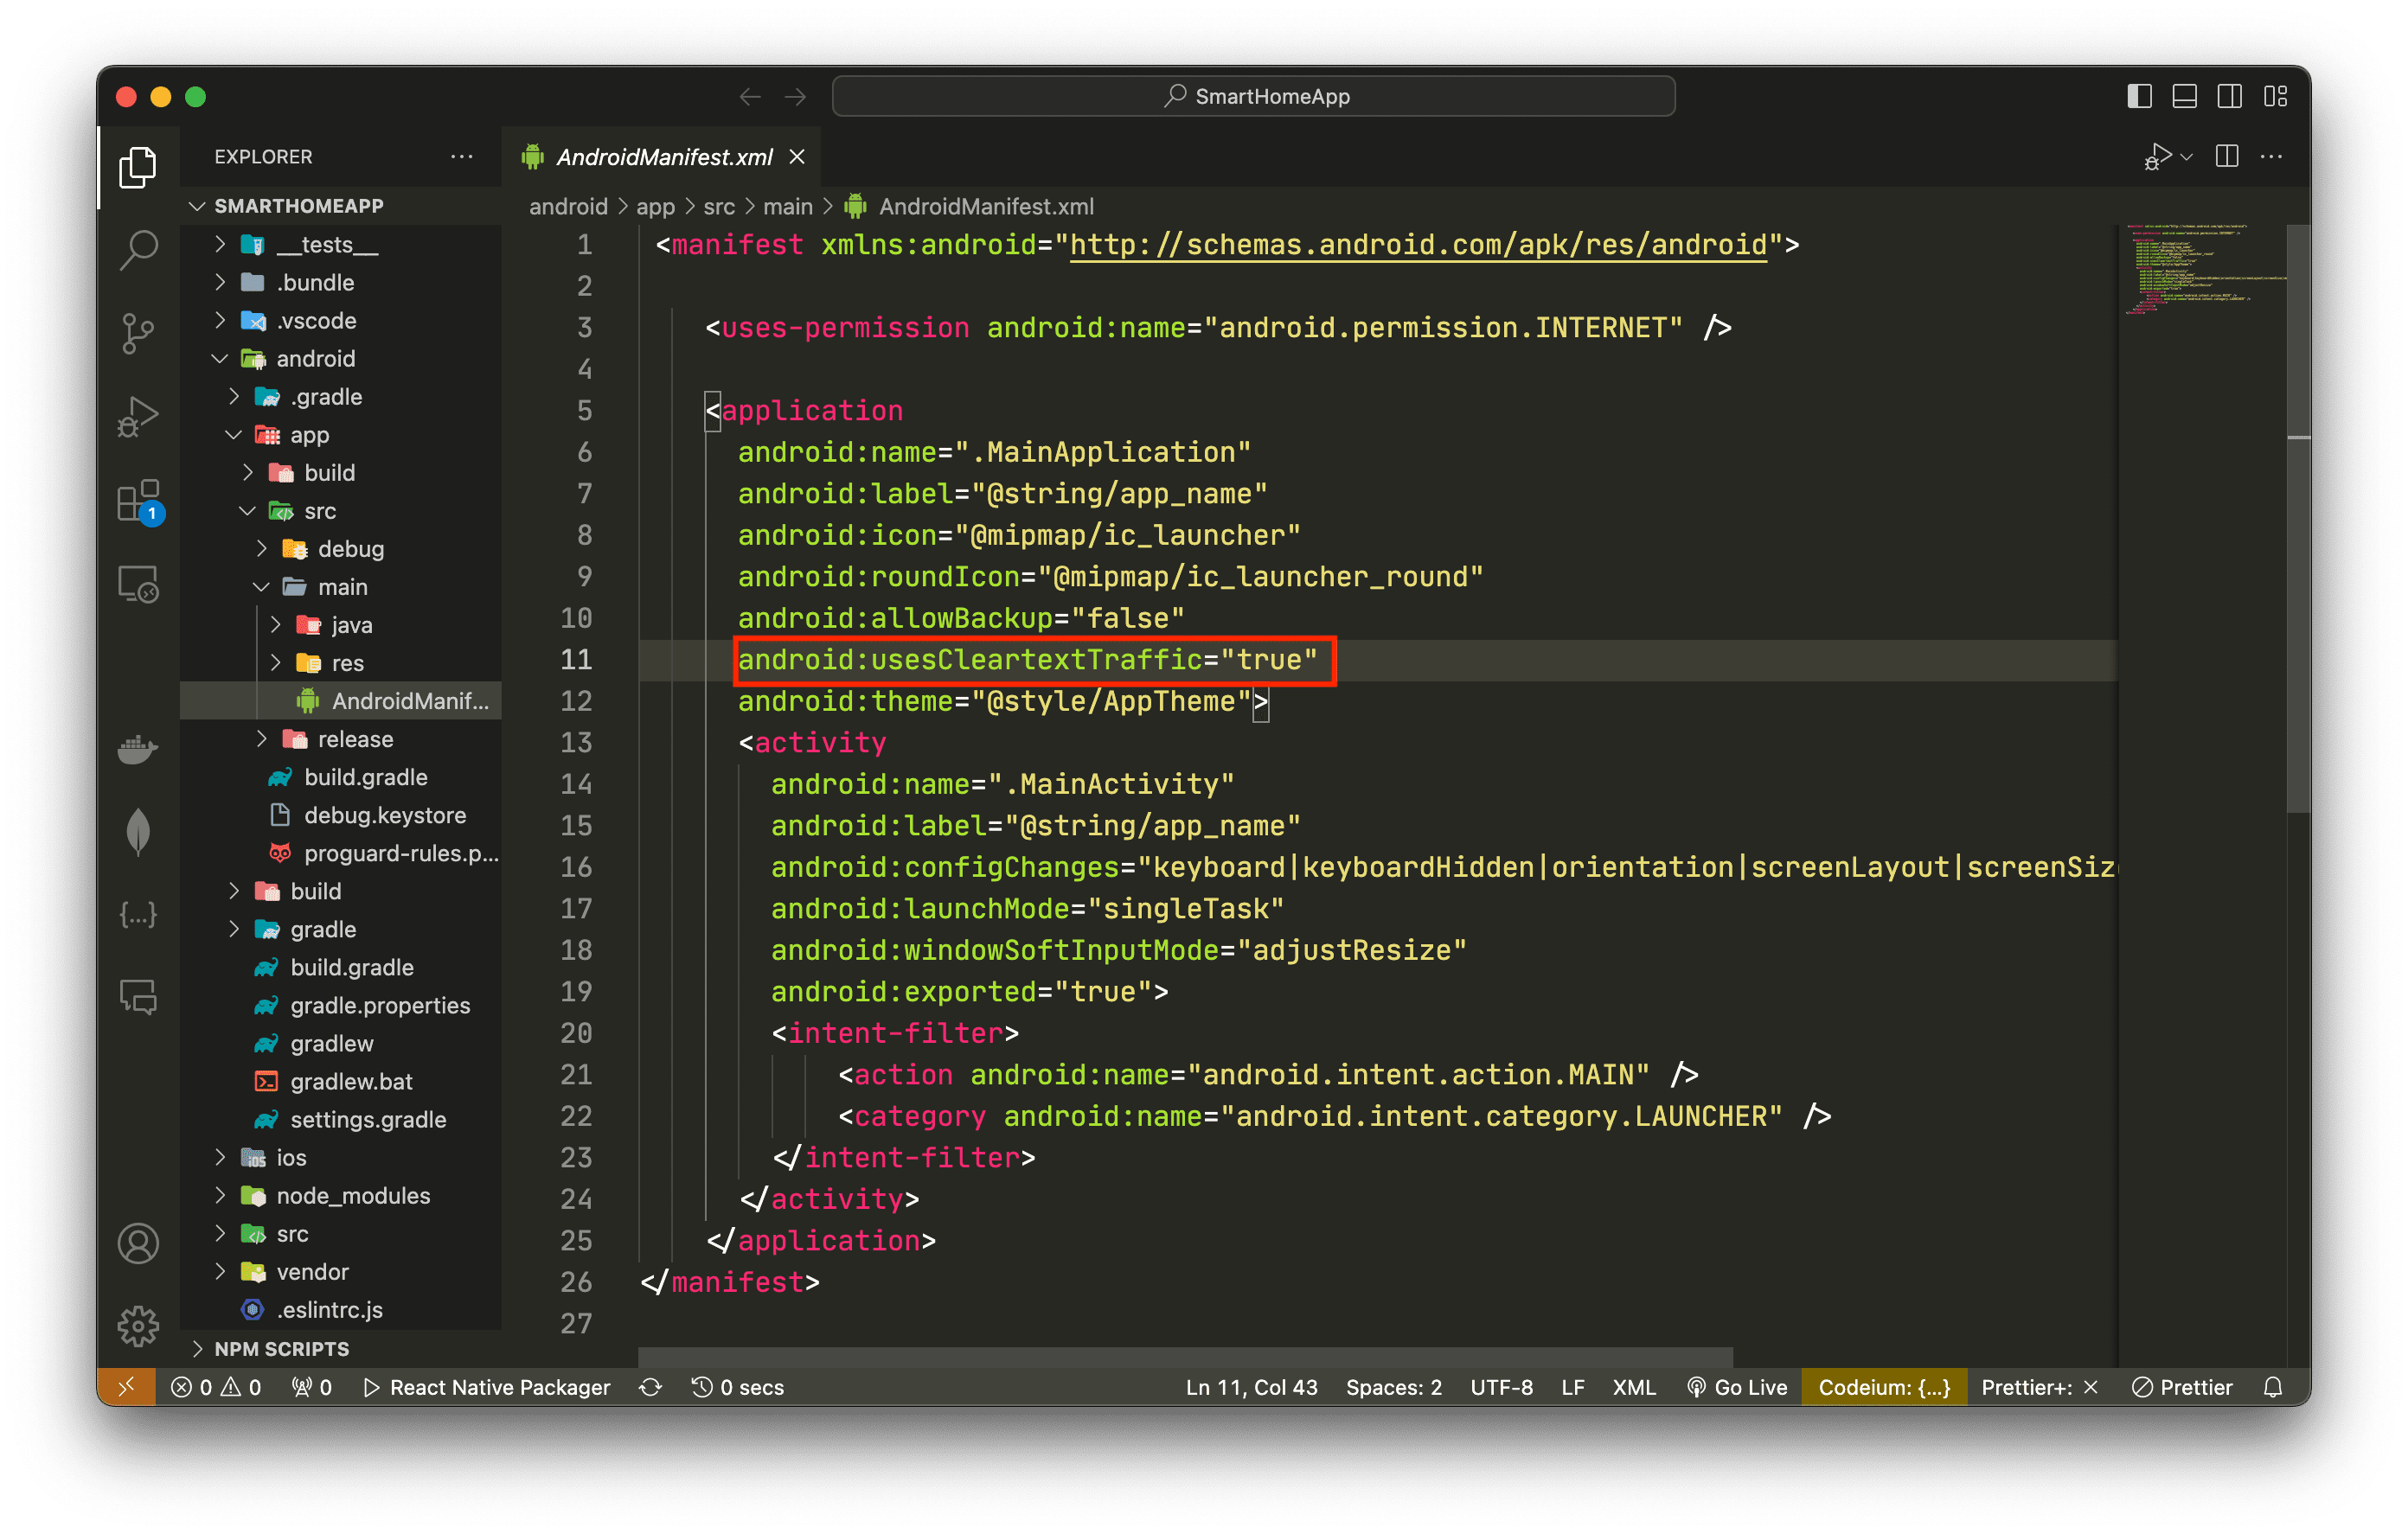 SmartHomeApp
EXPLORER
SMARTHOMEAPP
__tests__
.bundle
.vscode
android
.gradle
app
build
src
debug
main
java
res
AndroidManif...
release
build.gradle
debug.keystore
proguard-rules.p...
build
gradle
build.gradle
gradle.properties
gradlew
gradlew.bat
settings.gradle
ios
node_modules
src
vendor
.eslintrc.js
NPM SCRIPTS
1
AndroidManifest.xml
android > app > src > main > AndroidManifest.xml
1 <manifest xmlns:android="http://schemas.android.com/apk/res/android">
2
3 <uses-permission android:name="android.permission.INTERNET" />
4
5 <application
6 android:name=".MainApplication"
7 android:label="@string/app_name"
8 android:icon="@mipmap/ic_launcher"
9 android:roundIcon="@mipmap/ic_launcher_round"
10 android:allowBackup="false"
11 android:usesCleartextTraffic="true"
12 android:theme="@style/AppTheme">
13 <activity
14 android:name=".MainActivity"
15 android:label="@string/app_name"
16 android:configChanges="keyboard|keyboardHidden|orientation|screenLayout|screenSiz
17 android:launchMode="singleTask"
18 android:windowSoftInputMode="adjustResize"
19 android:exported="true">
20 <intent-filter>
21 <action android:name="android.intent.action.MAIN" />
22 <category android:name="android.intent.category.LAUNCHER" />
23 </intent-filter>
24 </activity>
25 </application>
26 </manifest>
27
0 0 0 React Native Packager 0 secs Ln 11, Col 43 Spaces: 2 UTF-8 LF XML Go Live Codeium: {...} Prettier+: × Prettier